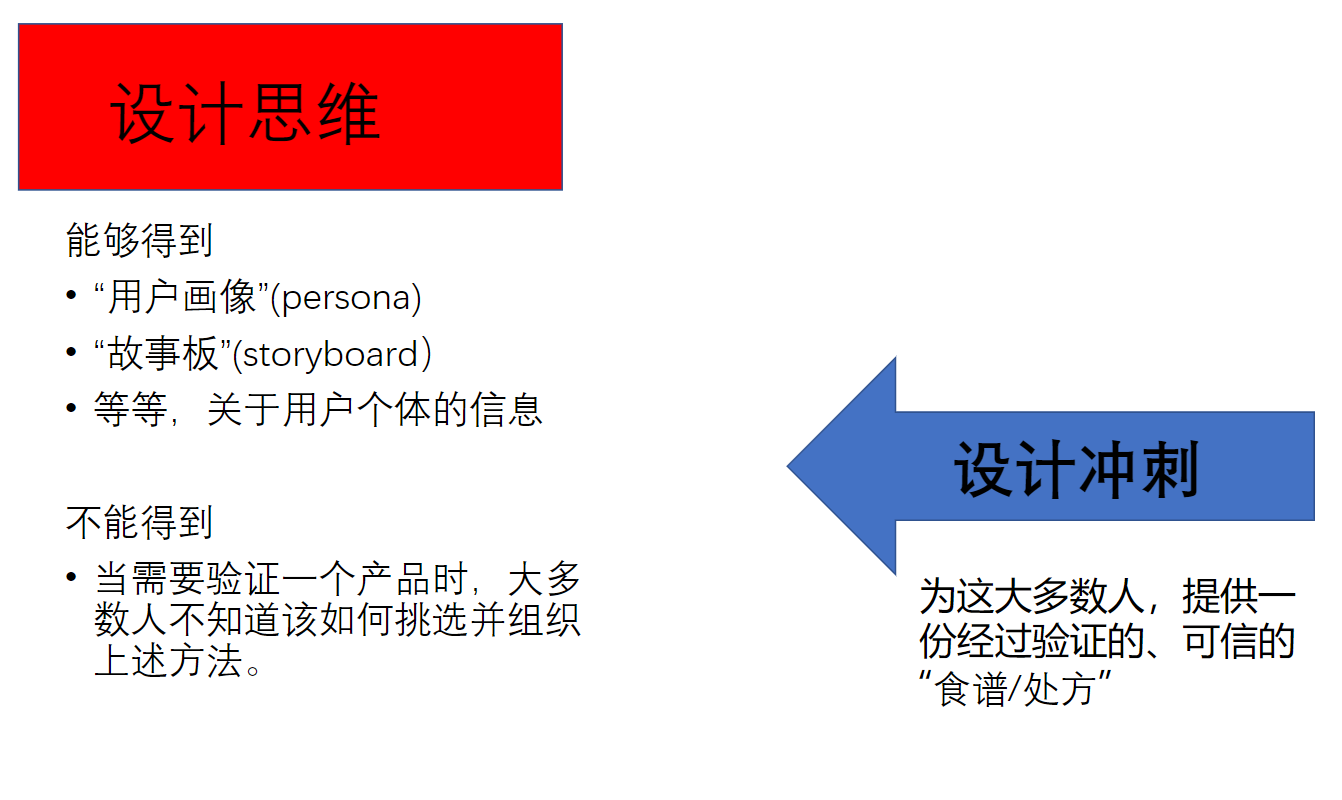 设计思维
能够得到
• “用户画像”(persona)
• “故事板”(storyboard）
• 等等，关于用户个体的信息
不能得到
• 当需要验证一个产品时，大多
数人不知道该如何挑选并组织
上述方法。
设计冲刺
为这大多数人，提供一
份经过验证的、可信的
“食谱/处方”